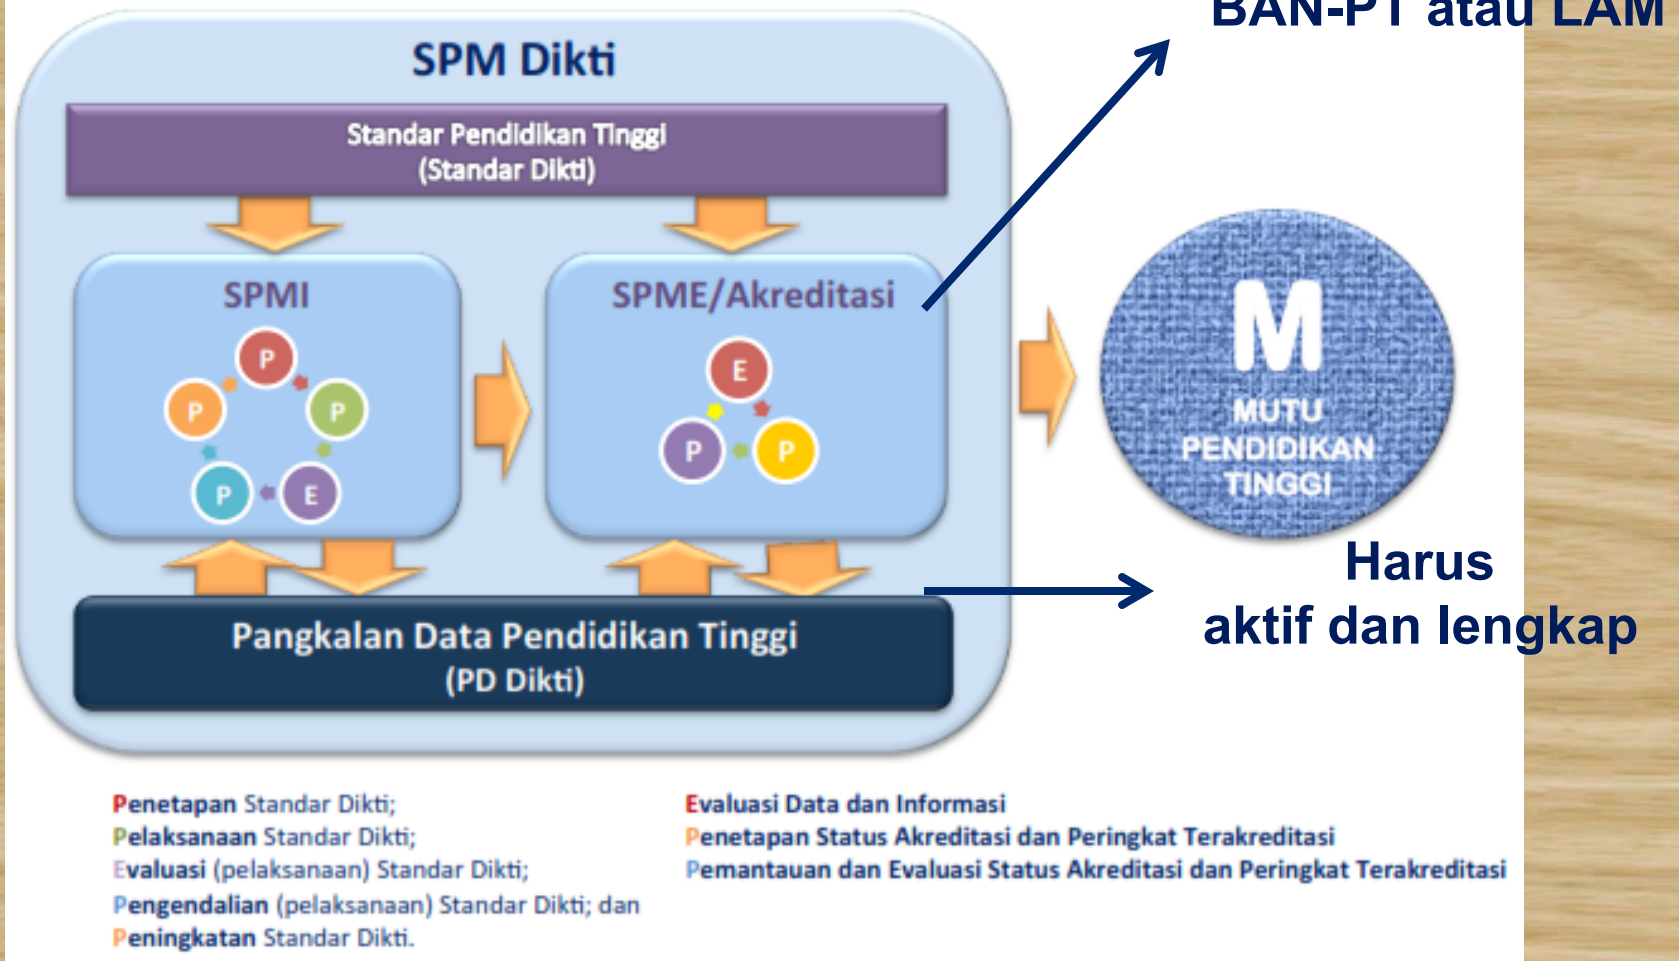 BAN-PT atau LAM
SPM Dikti
Standar Pendidikan Tinggi
(Standar Dikti)
SPMI
P
P
P
P
E
SPME/Akreditasi
E
P
P
M
MUTU
PENDIDIKAN
TINGGI
Harus
aktif dan lengkap
Pangkalan Data Pendidikan Tinggi
(PD Dikti)
Penetapan Standar Dikti;
Pelaksanaan Standar Dikti;
Evaluasi (pelaksanaan) Standar Dikti;
Pengendalian (pelaksanaan) Standar Dikti; dan
Peningkatan Standar Dikti.
Evaluasi Data dan Informasi
Penetapan Status Akreditasi dan Peringkat Terakreditasi
Pemantauan dan Evaluasi Status Akreditasi dan Peringkat Terakreditasi